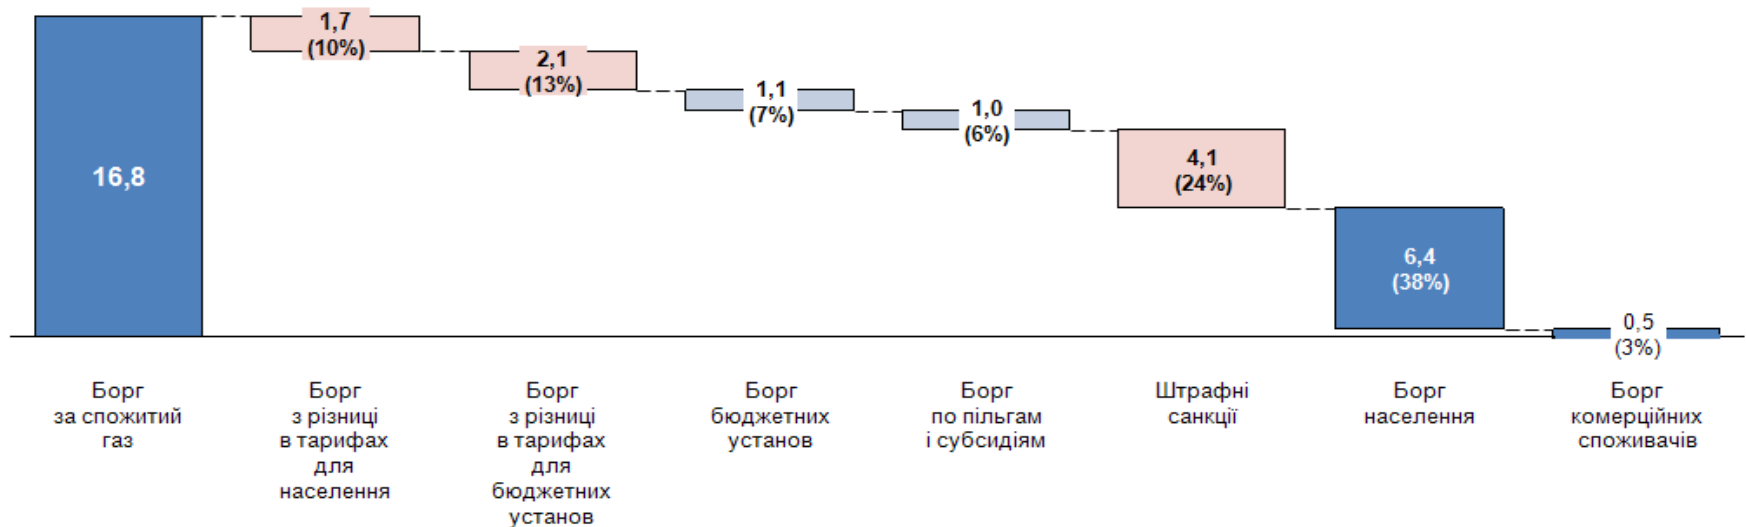 16,8
1,7
(10%)
2,1
(13%)
1,1
(7%)
1,0
(6%)
4,1
(24%)
6,4
(38%)
0,5
(3%)
Борг
за спожитий
газ
Борг
з різниці
в тарифах
для
населення
Борг
з різниці
в тарифах
для
бюджетних
установ
Борг
бюджетних
установ
Борг
по пільгам
і субсидіям
Штрафні
санкції
Борг
населення
Борг
комерційних
споживачів